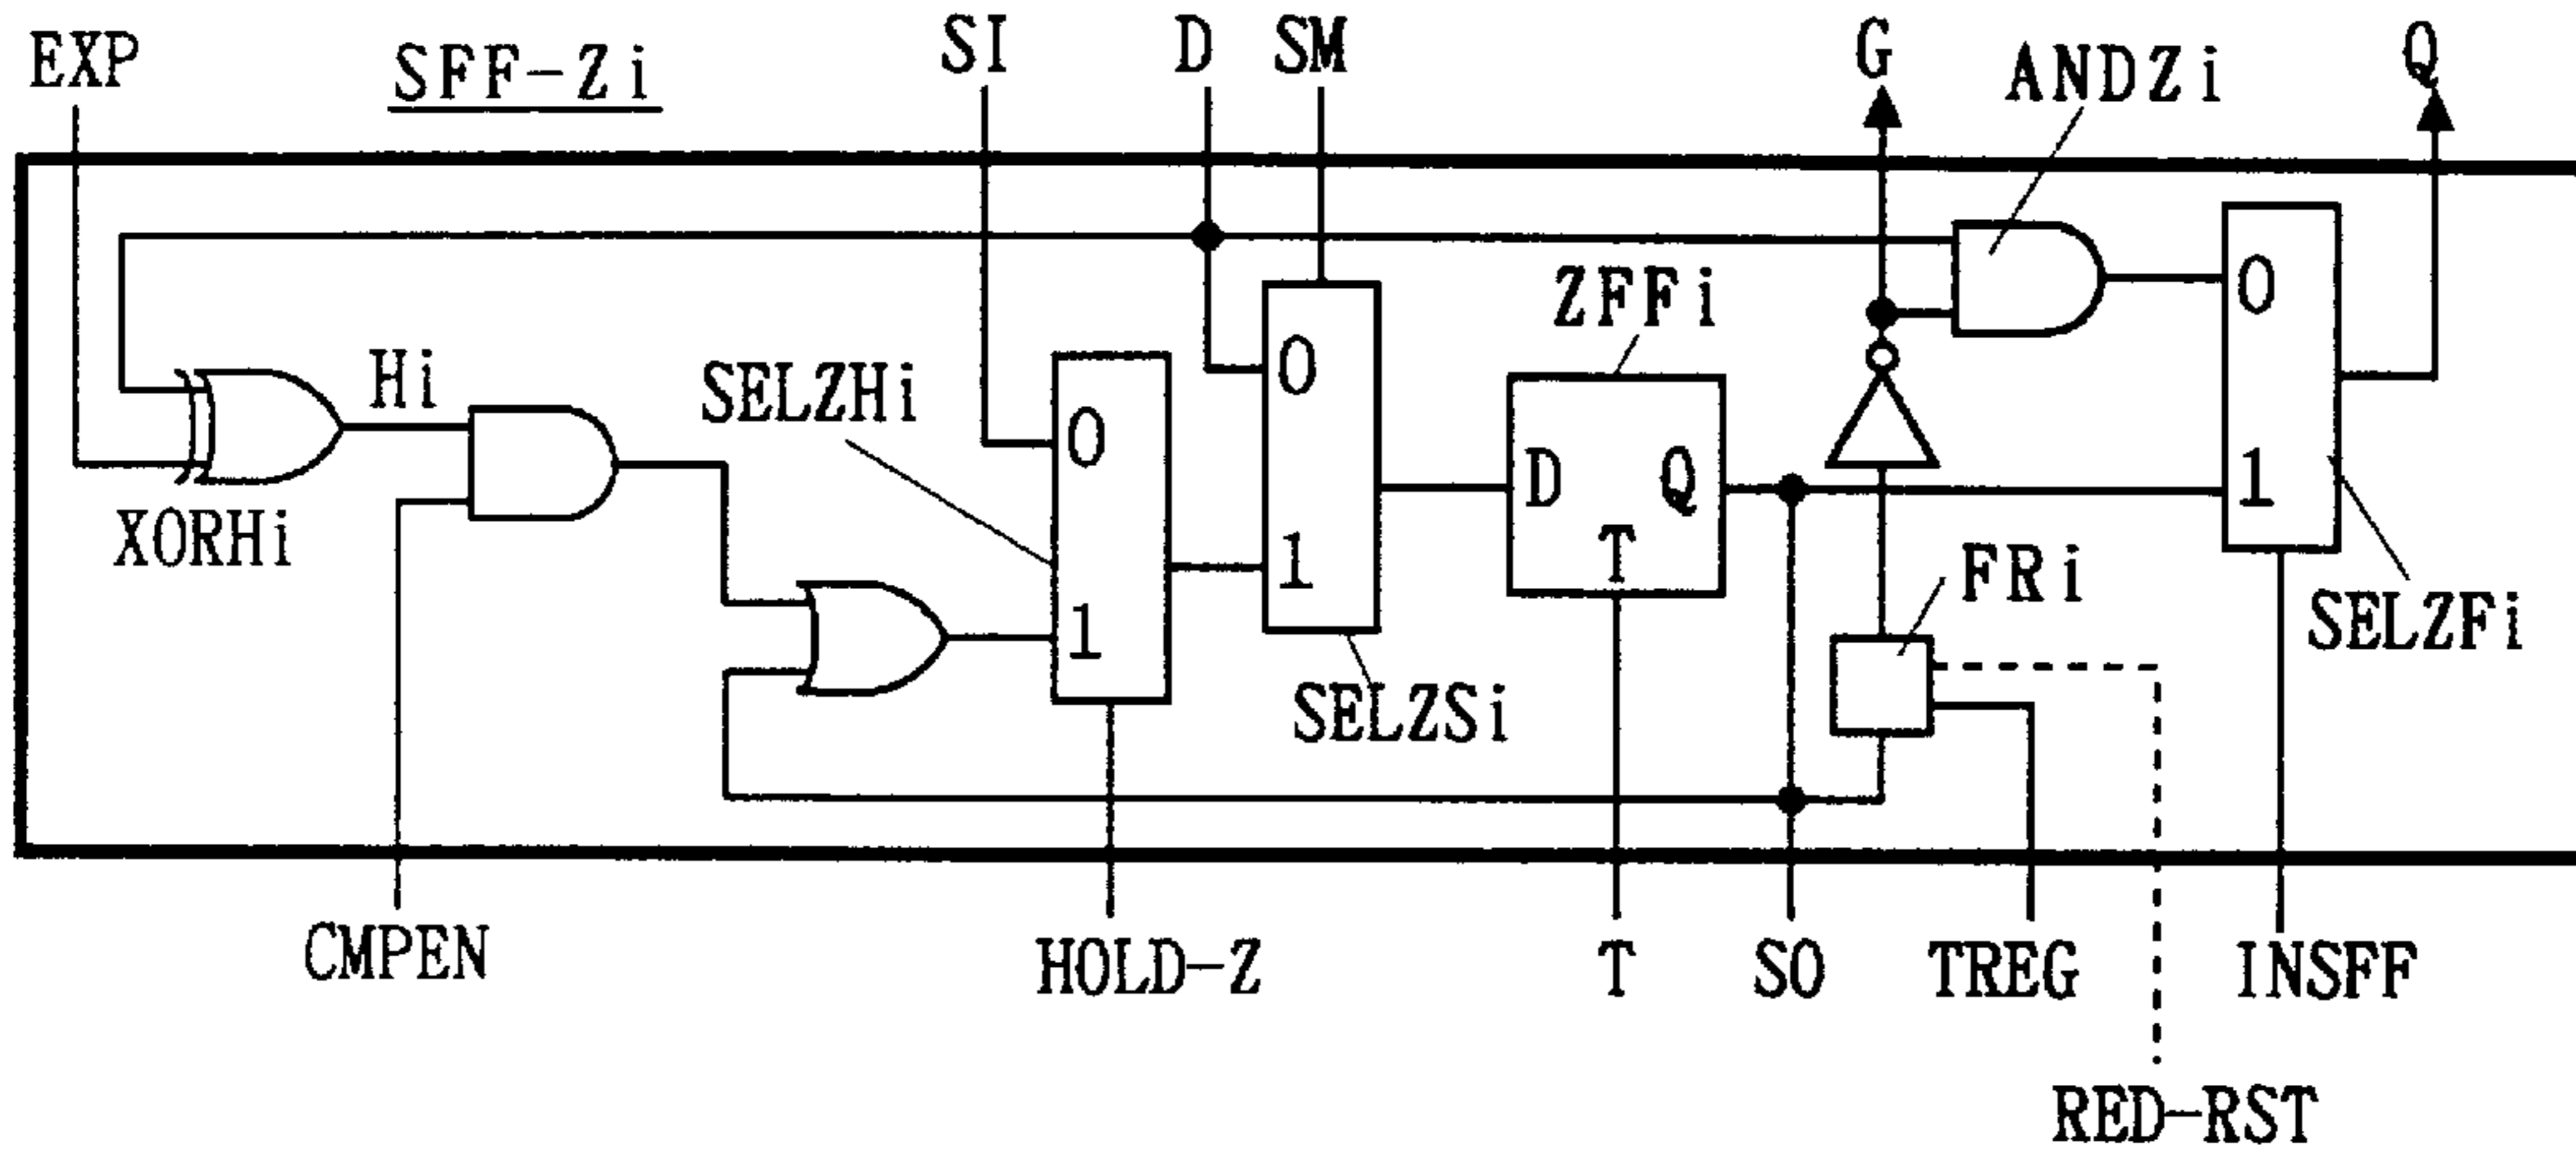 EXP
SFF-Zi
SI
D
SM
G
ANDZi
Q
ZFFi
Hi
SELZHi
0
0
0
D
Q
T
1
XORHi
1
1
FRi
SELZFi
SELZSi
CMPEN
HOLD-Z
T
SO
TREG
INSFF
RED-RST